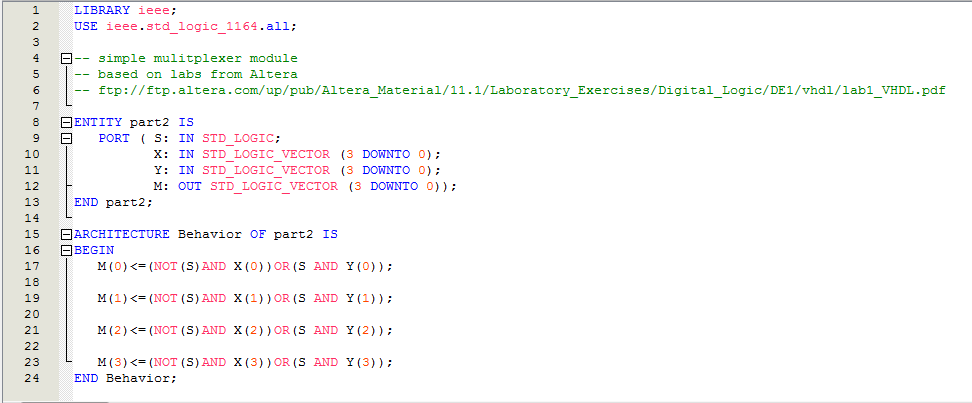 1 LIBRARY ieee;
2 USE ieee.std_logic_1164.all;
3
4 -- simple mulitplexer module
5 -- based on labs from Altera
6 -- ftp://ftp.altera.com/up/pub/Altera_Material/11.1/Laboratory_Exercises/Digital_Logic/DE1/vhdl/lab1_VHDL.pdf
7
8 ENTITY part2 IS
9 PORT ( S: IN STD_LOGIC;
10 X: IN STD_LOGIC_VECTOR (3 DOWNTO 0);
11 Y: IN STD_LOGIC_VECTOR (3 DOWNTO 0);
12 M: OUT STD_LOGIC_VECTOR (3 DOWNTO 0));
13 END part2;
14
15 ARCHITECTURE Behavior OF part2 IS
16 BEGIN
17 M(0)<=(NOT(S)AND X(0))OR(S AND Y(0));
18
19 M(1)<=(NOT(S)AND X(1))OR(S AND Y(1));
20
21 M(2)<=(NOT(S)AND X(2))OR(S AND Y(2));
22
23 M(3)<=(NOT(S)AND X(3))OR(S AND Y(3));
24 END Behavior;